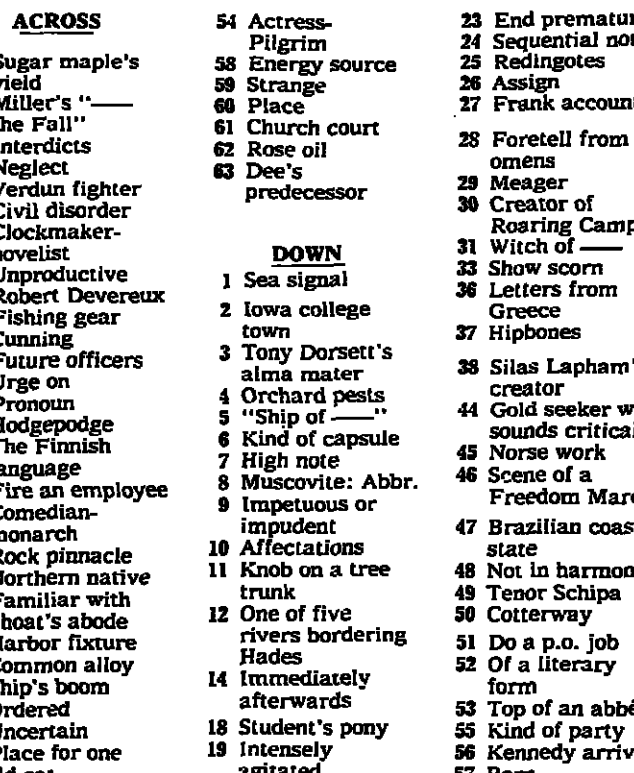 ACROSS
Sugar maple's
yield
Miller's "——
the Fall"
Interdicts
Neglect
Verdun fighter
Civil disorder
Clockmaker-
novelist
Unproductive
Robert Devereux
Fishing gear
Cunning
Future officers
Urge on
Pronoun
Hodgepodge
The Finnish
language
Fire an employee
Comedian-
monarch
Rock pinnacle
Northern native
Familiar with
Shoat's abode
Harbor fixture
Common alloy
Ship's boom
Ordered
Uncertain
Place for one
54 Actress-
Pilgrim
58 Energy source
59 Strange
60 Place
61 Church court
62 Rose oil
63 Dee's
predecessor
DOWN
1 Sea signal
2 Iowa college
town
3 Tony Dorsett's
alma mater
4 Orchard pests
5 "Ship of ——"
6 Kind of capsule
7 High note
8 Muscovite: Abbr.
9 Impetuous or
impudent
10 Affectations
11 Knob on a tree
trunk
12 One of five
rivers bordering
Hades
14 Immediately
afterwards
18 Student's pony
19 Intensely
agitated
23 End prematur
24 Sequential
25 Redingotes
26 Assign
27 Frank accoun
28 Foretell from
omens
29 Meager
30 Creator of
Roaring Camp
31 Witch of ——
33 Show scorn
36 Letters from
Greece
37 Hipbones
38 Silas Lapham'
creator
44 Gold seeker w
sounds critical
45 Norse work
46 Scene of a
Freedom Marc
47 Brazilian coas
state
48 Not in harmon
49 Tenor Schipa
50 Cotterway
51 Do a p.o. job
52 Of a literary
form
53 Top of an abbé
55 Kind of party
56 Kennedy arriv